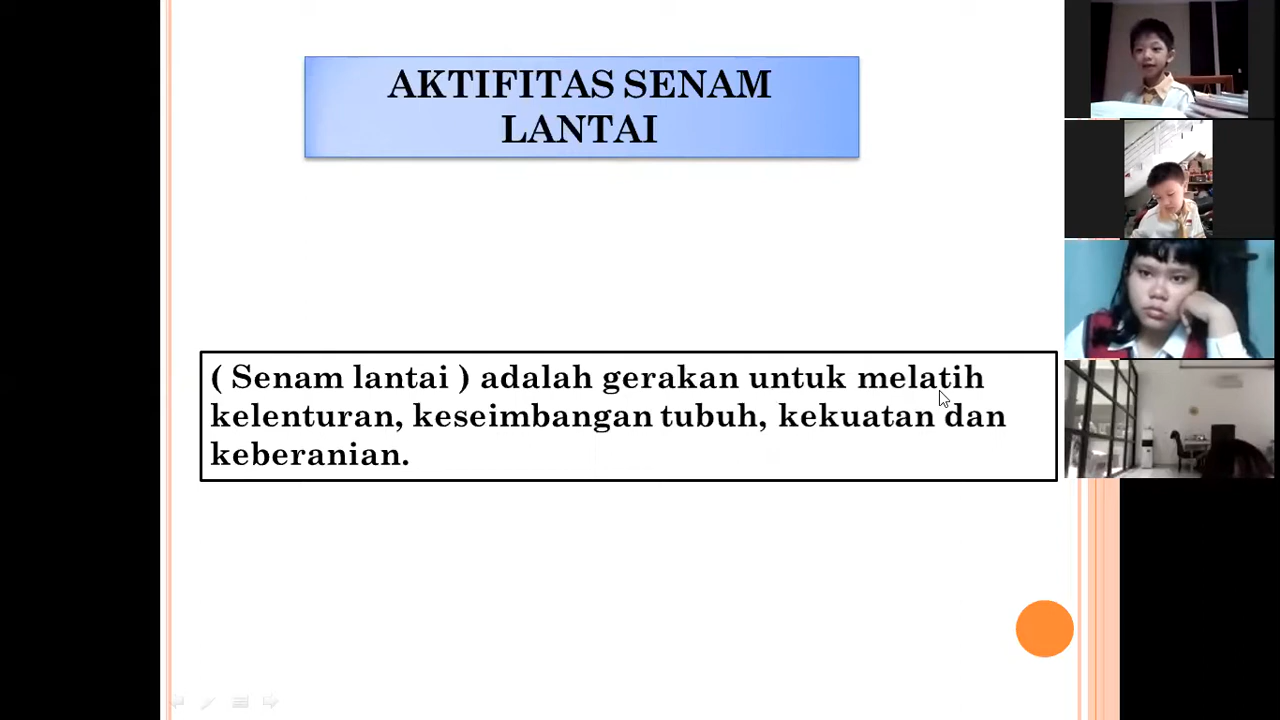 AKTIFITAS SENAM
LANTAI
( Senam lantai ) adalah gerakan untuk melatih
kelenturan, keseimbangan tubuh, kekuatan dan
keberanian.